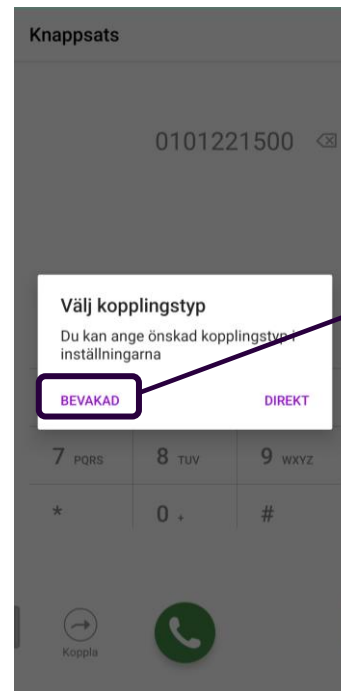 Knappsats
0101221500
Välj kopplingstyp
Du kan ange önskad kopplingstyp i
inställningarna
BEVAKAD DIREKT
7 PQRS 8 TUV 9 WXYZ
* 0 + #
Koppla